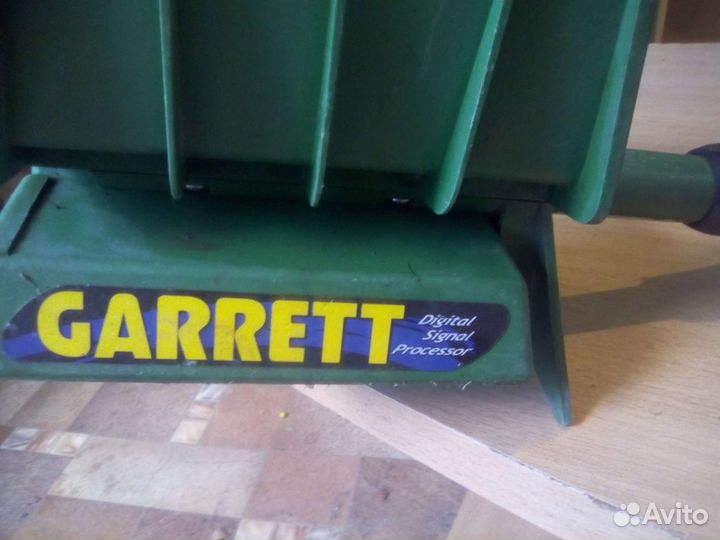 GARRETT
Digital
Signal
Processor
Avito